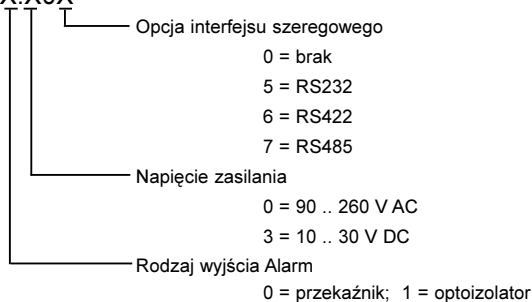 Opcja interfejsu szeregowego
0 = brak
5 = RS232
6 = RS422
7 = RS485
Napięcie zasilania
0 = 90 .. 260 V AC
3 = 10 .. 30 V DC
Rodzaj wyjścia Alarm
0 = przekaźnik; 1 = optoizolator